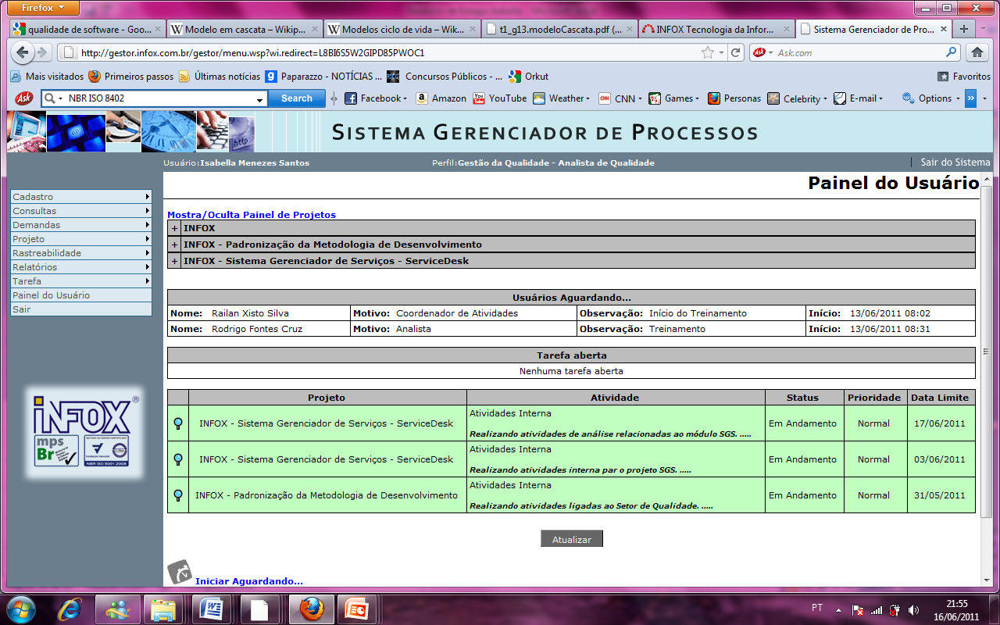 Firefox
qualidade de software - Goo...
Modelo em cascata – Wikip...
Modelos ciclo de vida – Wik...
t1_g13.modeloCascata.pdf (...
INFOX Tecnologia da Infor...
Sistema Gerenciador de Pro...
http://gestor.infox.com.br/gestor/menu.wsp?wi.redirect=L8BI6S5W2GIPD85PWOC1
Ask Ask.com
Mais visitados Primeiros passos Últimas notícias Paparazzo - NOTÍCIAS ... Concursos Públicos - ... Orkut Favoritos
Ask NBR ISO 8402 Search Facebook Amazon YouTube Weather CNN Games Personas Celebrity E-mail Options »
http
SISTEMA GERENCIADOR DE PROCESSOS
Usuário:Isabella Menezes Santos Perfil:Gestão da Qualidade - Analista de Qualidade Sair do Sistema
Cadastro
Consultas
Demandas
Projeto
Rastreabilidade
Relatórios
Tarefa
Painel do Usuário
Sair
INFOX ®
mps
Br
NBR ISO 9001:2008
Painel do Usuário
Mostra/Oculta Painel de Projetos
+ INFOX
+ INFOX - Padronização da Metodologia de Desenvolvimento
+ INFOX - Sistema Gerenciador de Serviços - ServiceDesk
Usuários Aguardando...
Nome: Railan Xisto Silva Motivo: Coordenador de Atividades Observação: Início do Treinamento Início: 13/06/2011 08:02
Nome: Rodrigo Fontes Cruz Motivo: Analista Observação: Treinamento Início: 13/06/2011 08:31
Tarefa aberta
Nenhuma tarefa aberta
Projeto Atividade Status Prioridade Data Limite
INFOX - Sistema Gerenciador de Serviços - ServiceDesk Atividades Interna Em Andamento Normal 17/06/2011
Realizando atividades de análise relacionadas ao módulo SGS. .....
INFOX - Sistema Gerenciador de Serviços - ServiceDesk Atividades Interna Em Andamento Normal 03/06/2011
Realizando atividades interna par o projeto SGS. .....
INFOX - Padronização da Metodologia de Desenvolvimento Atividades Interna Em Andamento Normal 31/05/2011
Realizando atividades ligadas ao Setor de Qualidade. .....
Atualizar
Iniciar Aguardando...
PT
21:55
16/06/2011